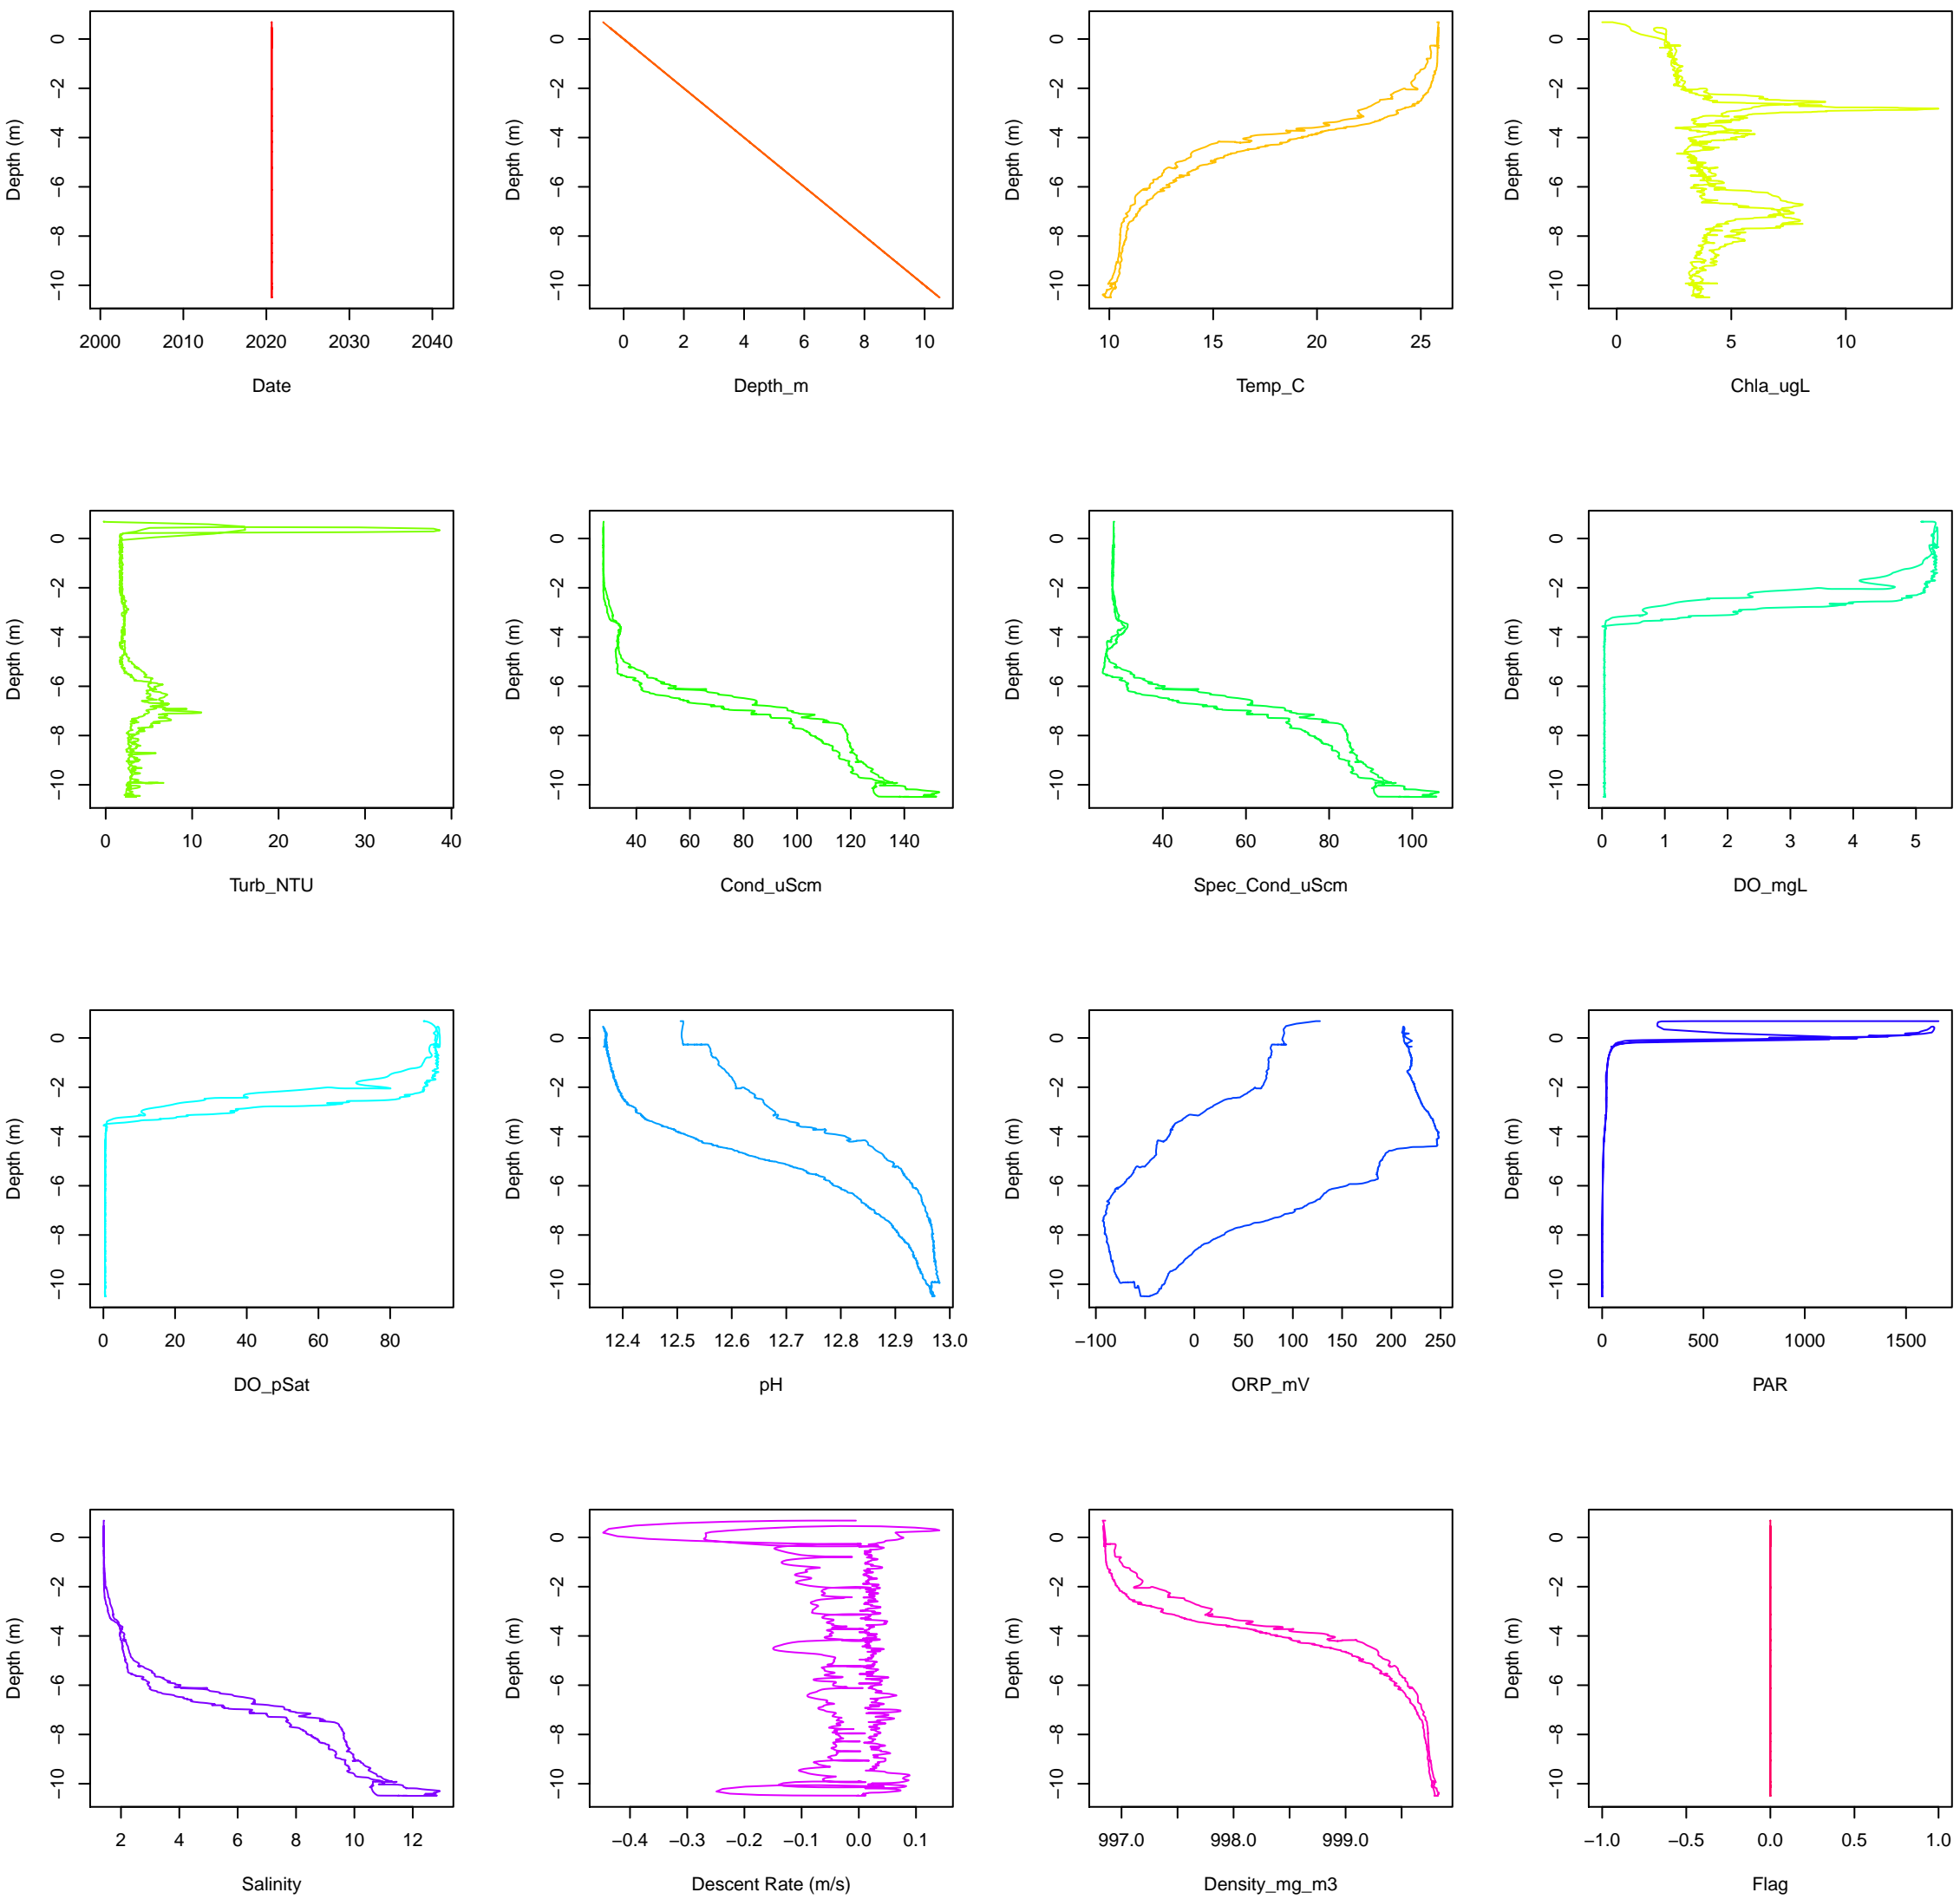 Depth (m)
0
−2
−4
−6
−8
−10
2000 2010 2020 2030 2040
Date
Depth (m)
0
−2
−4
−6
−8
−10
0 2 4 6 8 10
Depth_m
Depth (m)
0
−2
−4
−6
−8
−10
10 15 20 25
Temp_C
Depth (m)
0
−2
−4
−6
−8
−10
0 5 10
Chla_ugL
Depth (m)
0
−2
−4
−6
−8
−10
0 10 20 30 40
Turb_NTU
Depth (m)
0
−2
−4
−6
−8
−10
40 60 80 100 120 140
Cond_uScm
Depth (m)
0
−2
−4
−6
−8
−10
40 60 80 100
Spec_Cond_uScm
Depth (m)
0
−2
−4
−6
−8
−10
0 1 2 3 4 5
DO_mgL
Depth (m)
0
−2
−4
−6
−8
−10
0 20 40 60 80
DO_pSat
Depth (m)
0
−2
−4
−6
−8
−10
12.4 12.5 12.6 12.7 12.8 12.9 13.0
pH
Depth (m)
0
−2
−4
−6
−8
−10
−100 0 50 100 150 200 250
ORP_mV
Depth (m)
0
−2
−4
−6
−8
−10
0 500 1000 1500
PAR
Depth (m)
0
−2
−4
−6
−8
−10
2 4 6 8 10 12
Salinity
Depth (m)
0
−2
−4
−6
−8
−10
−0.4 −0.3 −0.2 −0.1 0.0 0.1
Descent Rate (m/s)
Depth (m)
0
−2
−4
−6
−8
−10
997.0 998.0 999.0
Density_mg_m3
Depth (m)
0
−2
−4
−6
−8
−10
−1.0 −0.5 0.0 0.5 1.0
Flag